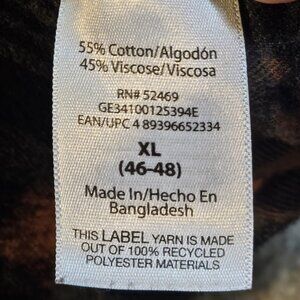 55% Cotton/Algodón
45% Viscose/Viscosa
RN# 52469
GE34100125394E
EAN/UPC 4 89396652334
XL
(46-48)
Made In/Hecho En
Bangladesh
THIS LABEL YARN IS MADE
OUT OF 100% RECYCLED
POLYESTER MATERIALS